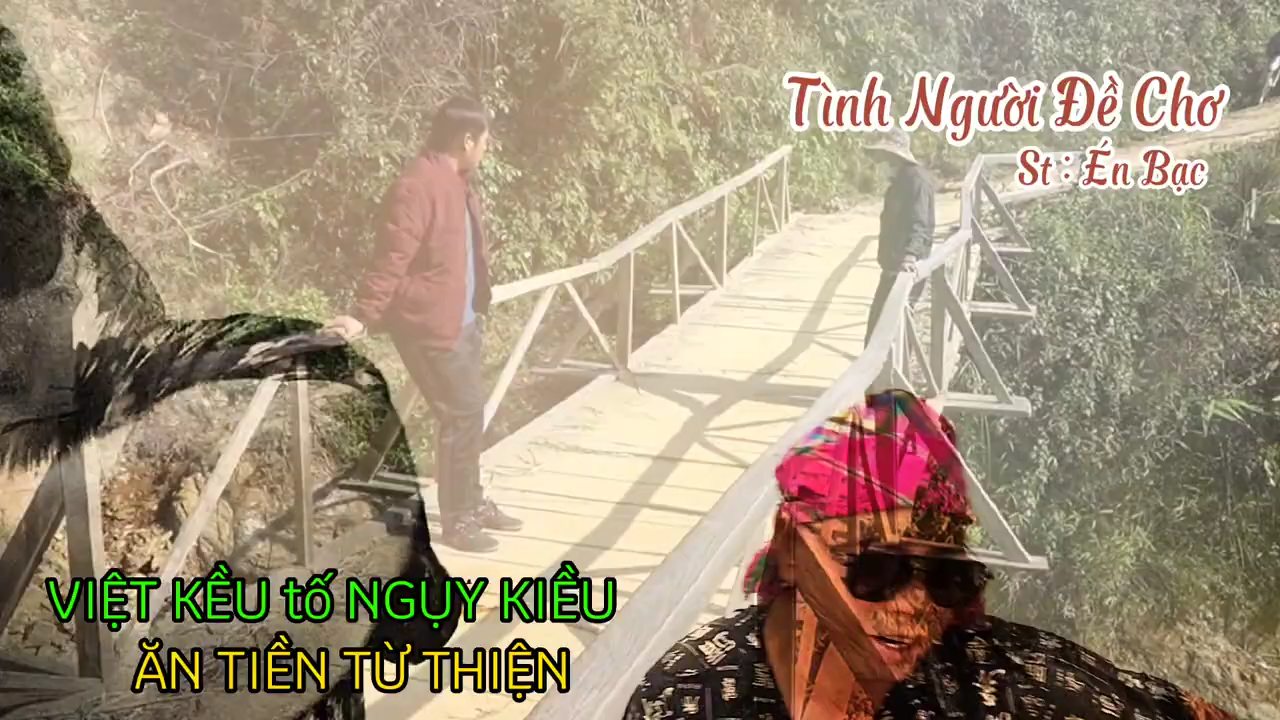 Tình Người Đề Chơ
St : Én Bạc
VIỆT KỀU tố NGỤY KIỀU
ĂN TIỀN TỪ THIỆN